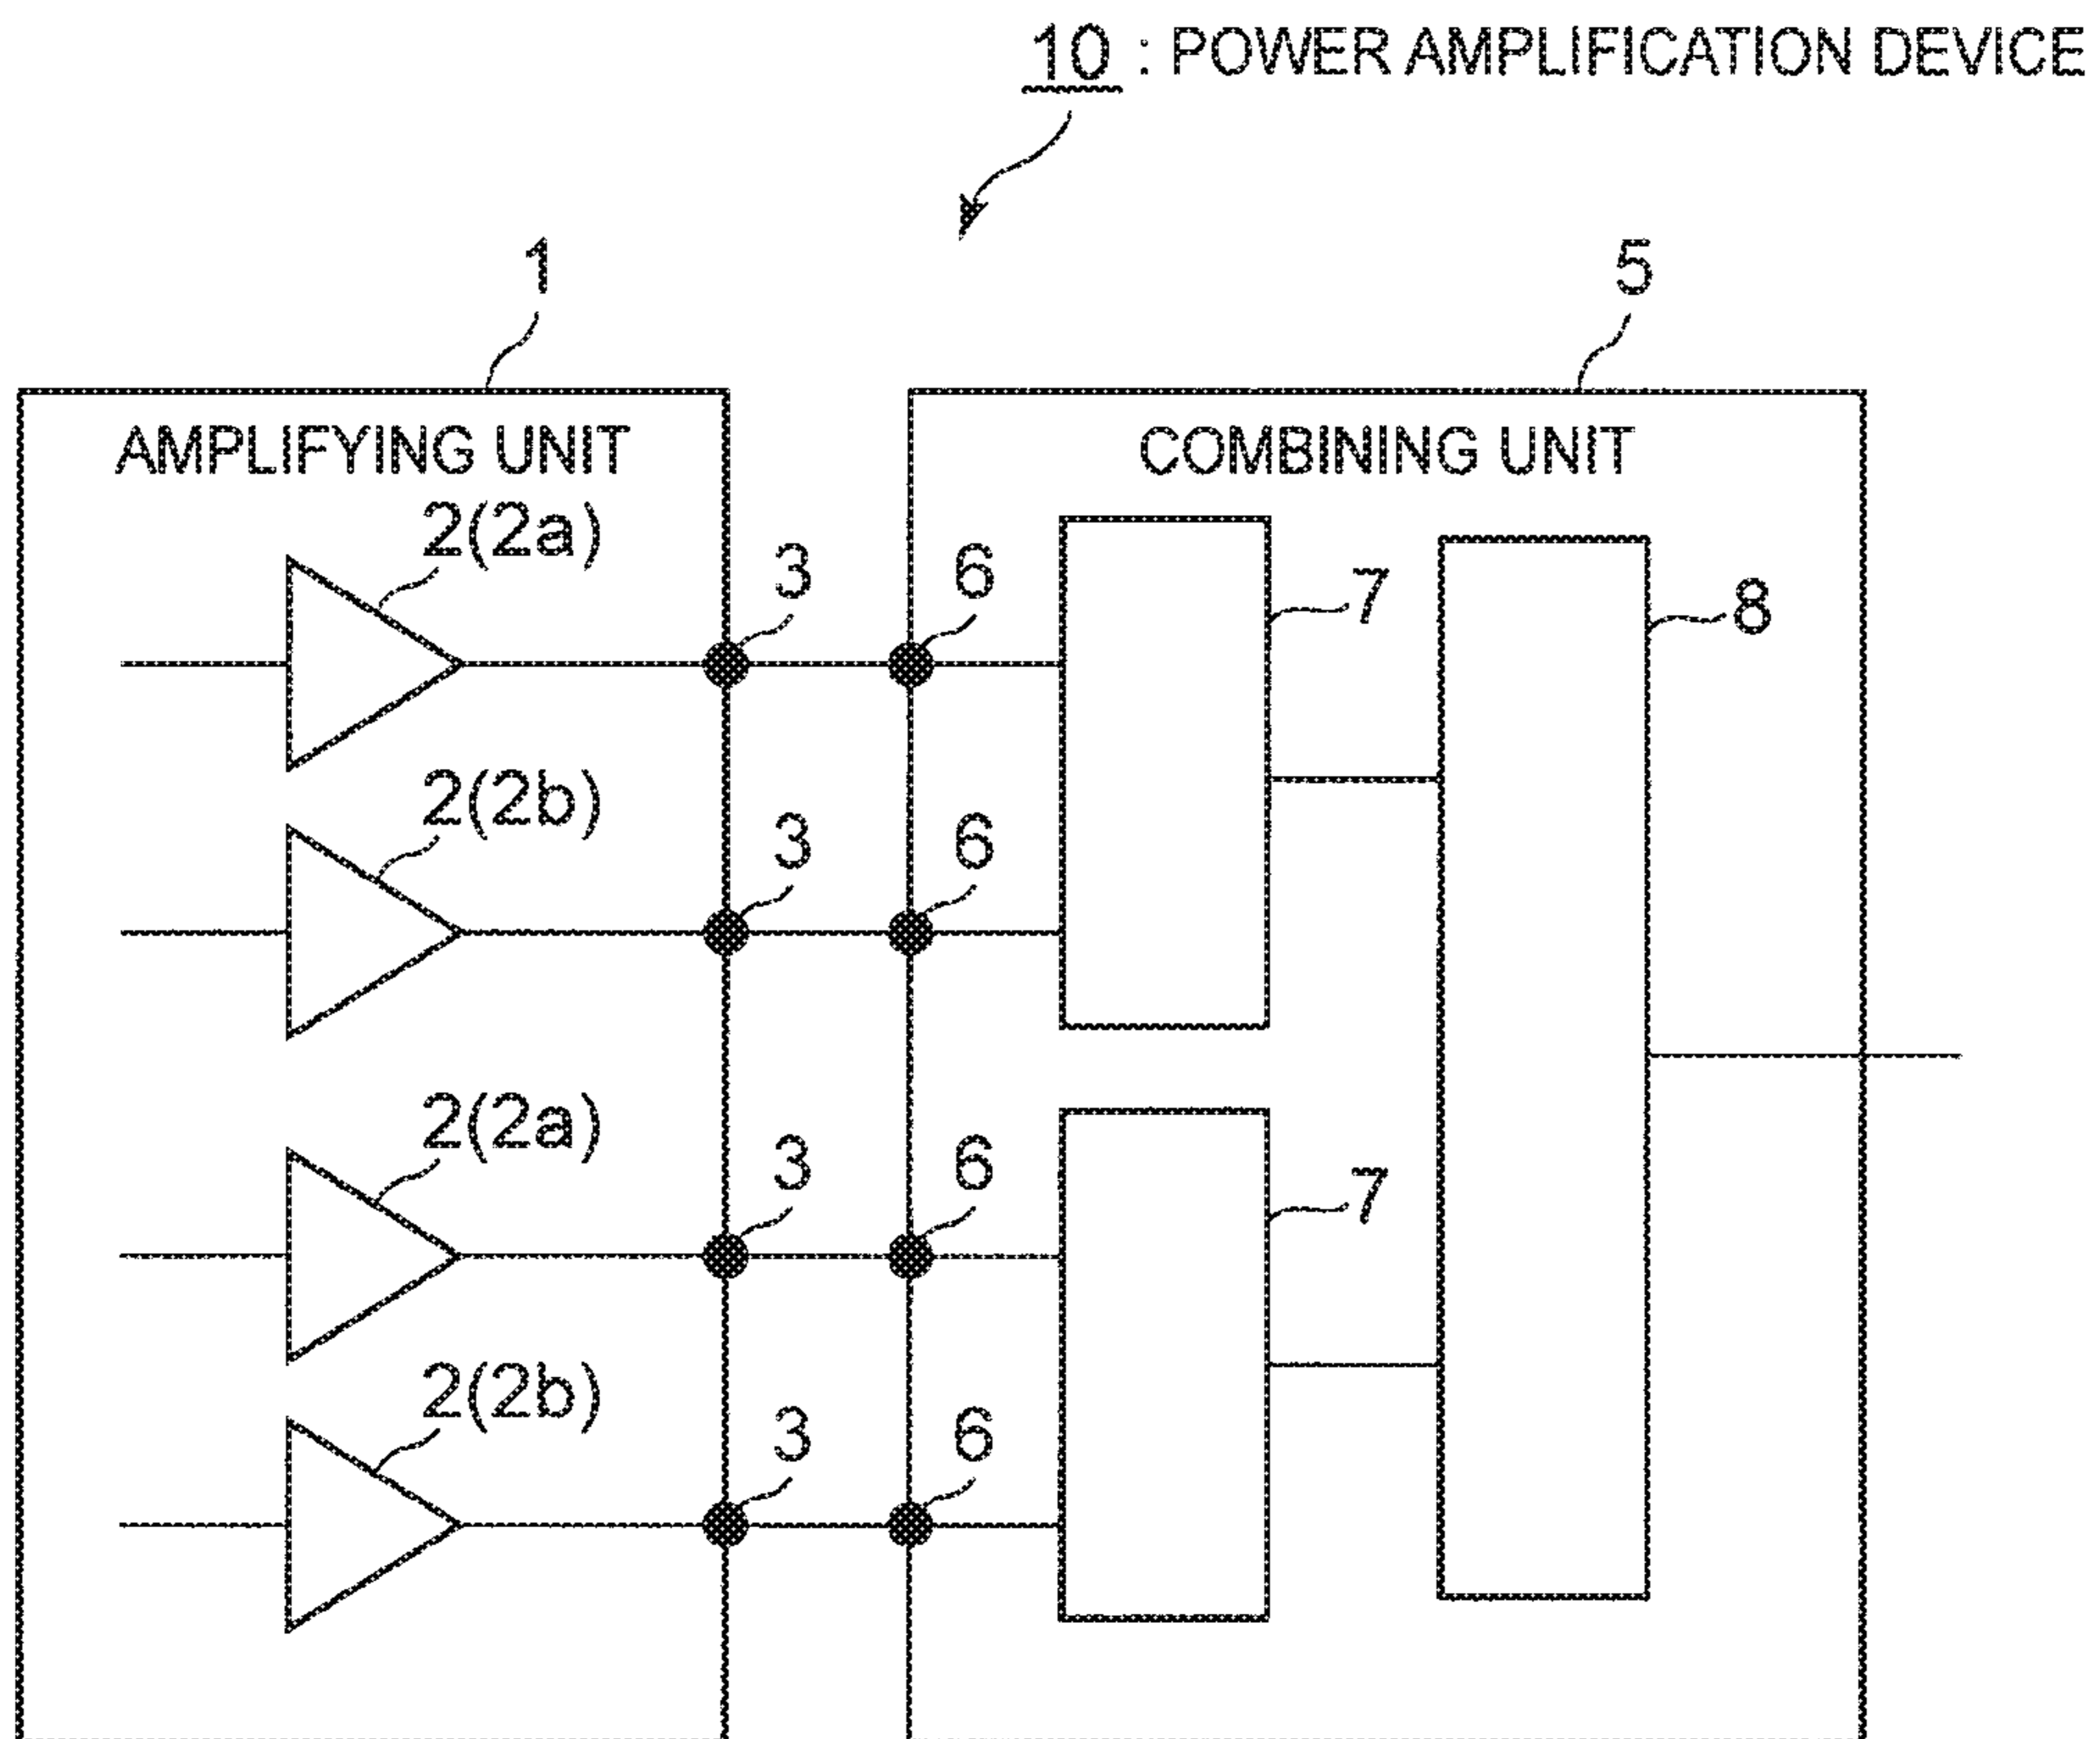 10 : POWER AMPLIFICATION DEVICE
1
5
AMPLIFYING UNIT
COMBINING UNIT
2(2a)
3
6
7
8
2(2b)
3
6
2(2a)
3
6
7
2(2b)
3
6